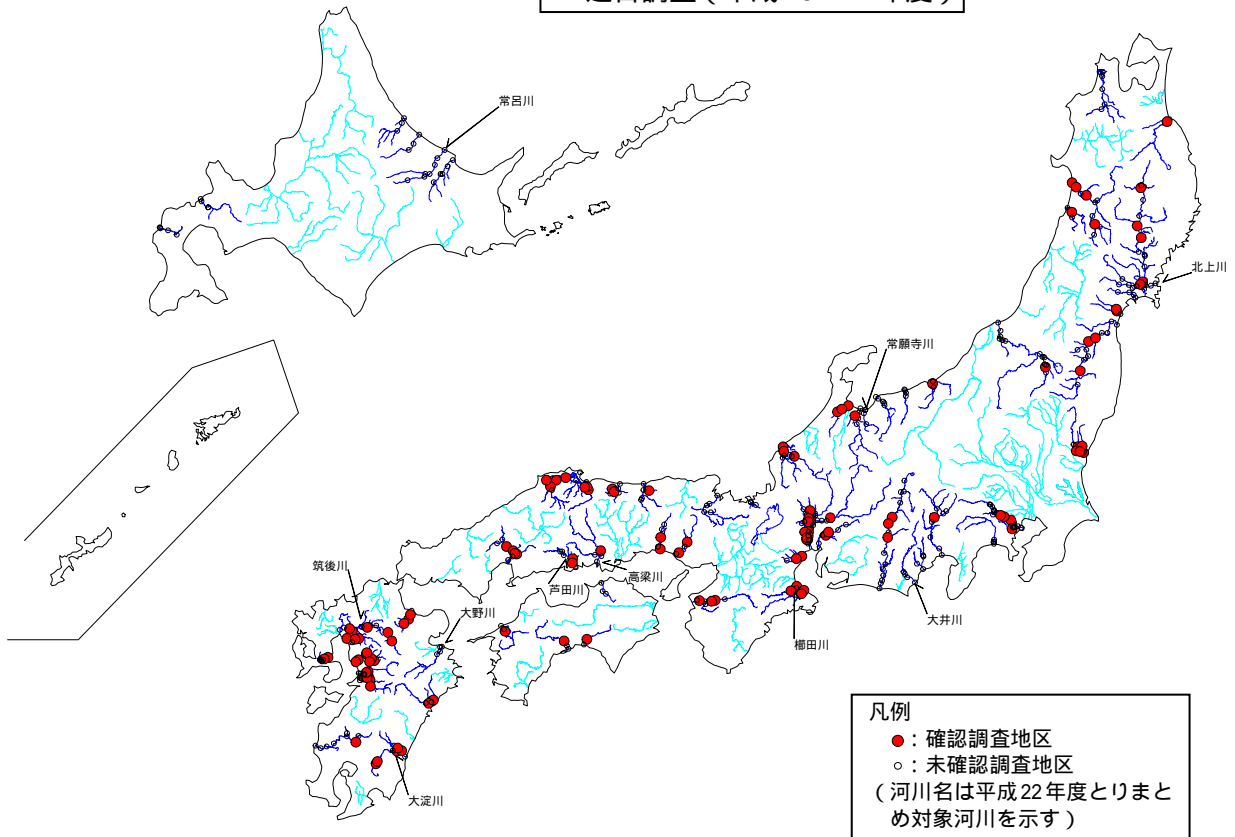 常呂川
北上川
常願寺川
筑後川
大野川
芦田川
高梁川
櫛田川
大井川
大淀川
凡例
●：確認調査地区
○：未確認調査地区
(河川名は平成22年度とりまと
め対象河川を示す)